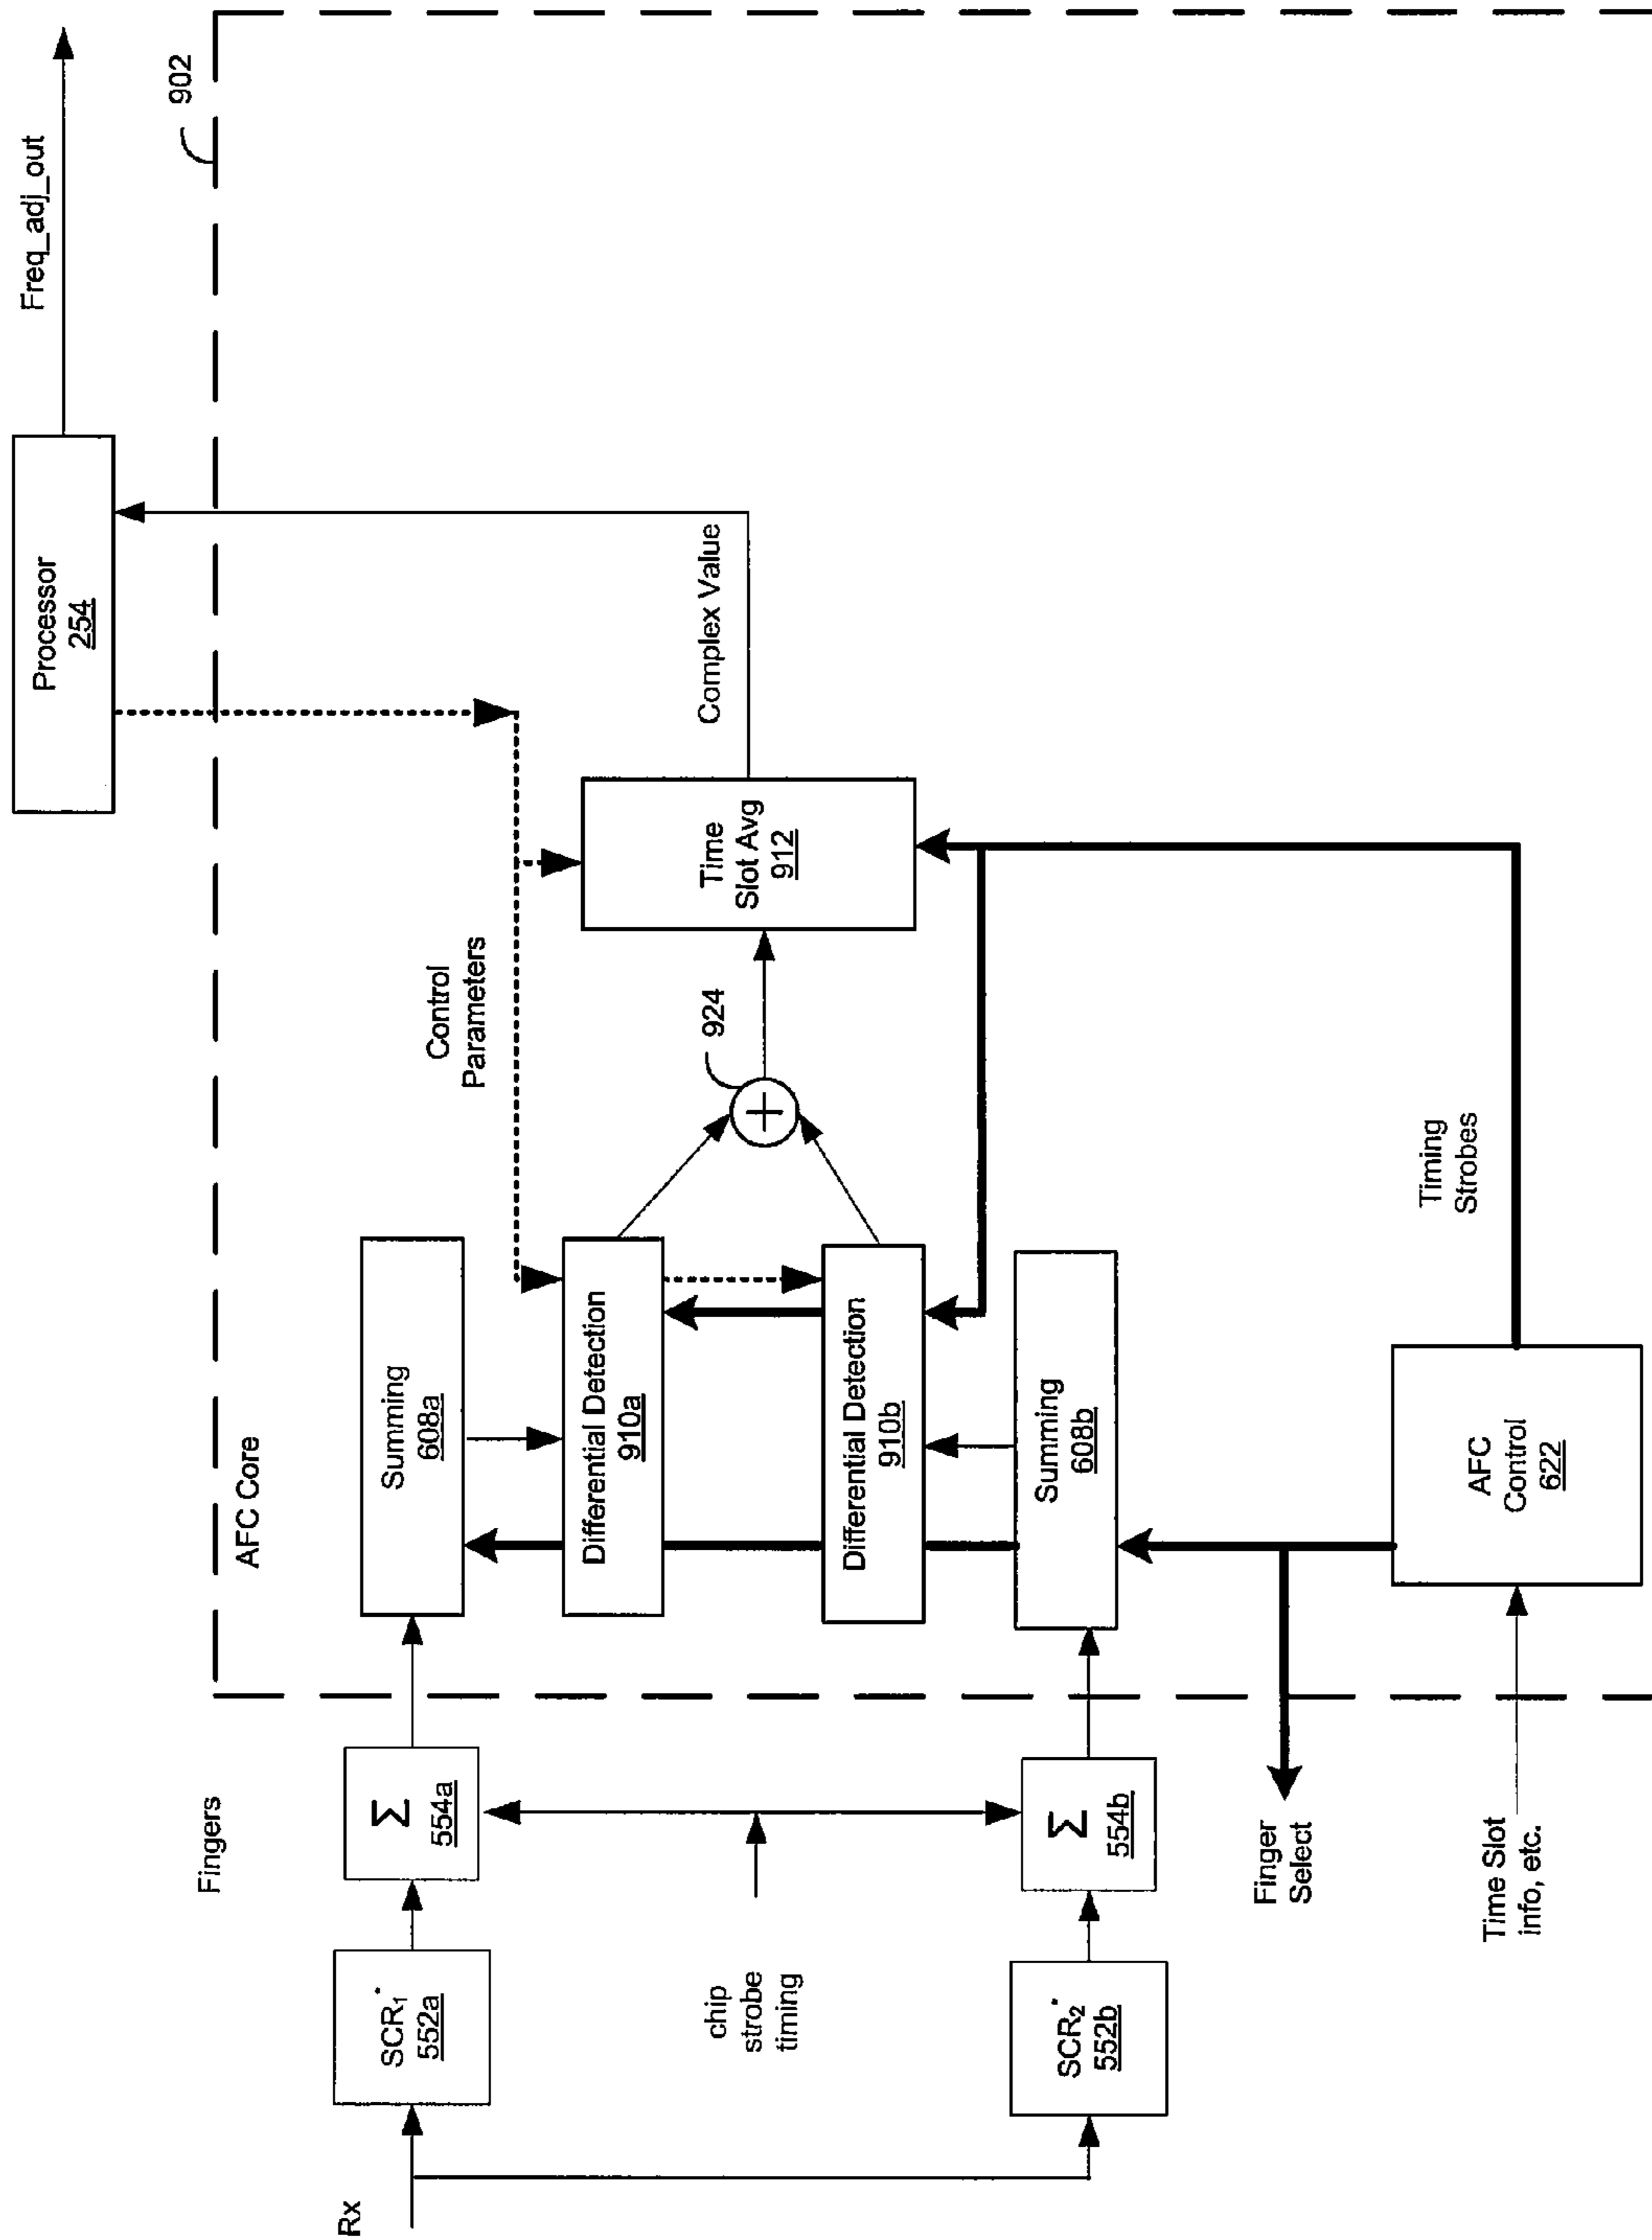 Processor
254
Freq_adj_out
902
AFC Core
Fingers
Control
Parameters
Complex Value
Rx
SCR1*
552a
Σ
554a
Summing
608a
Differential Detection
910a
924
+
Time
Slot Avg
912
chip
strobe
timing
Differential Detection
910b
SCR2*
552b
Σ
554b
Summing
608b
Finger
Select
Timing
Strobes
Time Slot
info, etc.
AFC
Control
622